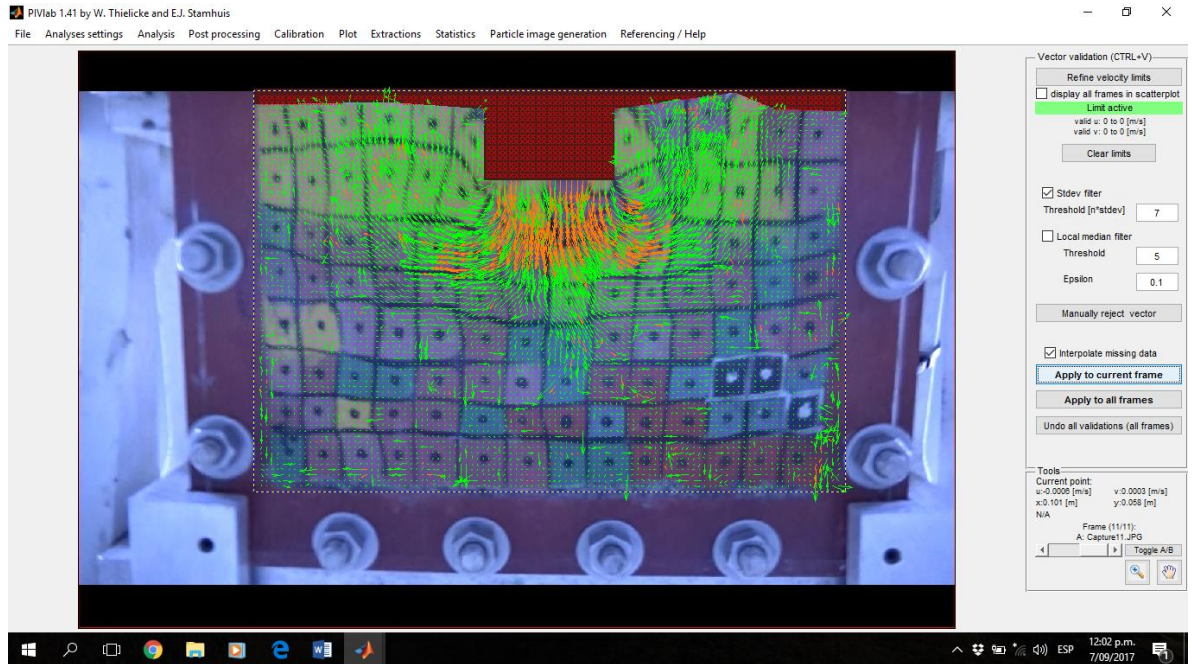 PIVlab 1.41 by W. Thielicke and E.J. Stamhuis
File Analyses settings Analysis Post processing Calibration Plot Extractions Statistics Particle image generation Referencing / Help
Vector validation (CTRL+V)
Refine velocity limits
display all frames in scatterplot
Limit active
valid u: 0 to 0 [m/s]
valid v: 0 to 0 [m/s]
Clear limits
Stdev filter
Threshold [n*stdev] 7
Local median filter
Threshold 5
Epsilon 0.1
Manually reject vector
Interpolate missing data
Apply to current frame
Apply to all frames
Undo all validations (all frames)
Tools
Current point:
u:-0.0006 [m/s] v:0.0003 [m/s]
x:0.101 [m] y:0.058 [m]
N/A
Frame (11/11):
A: Capture11.JPG
Toggle A/B
ESP
12:02 p.m.
7/09/2017
1